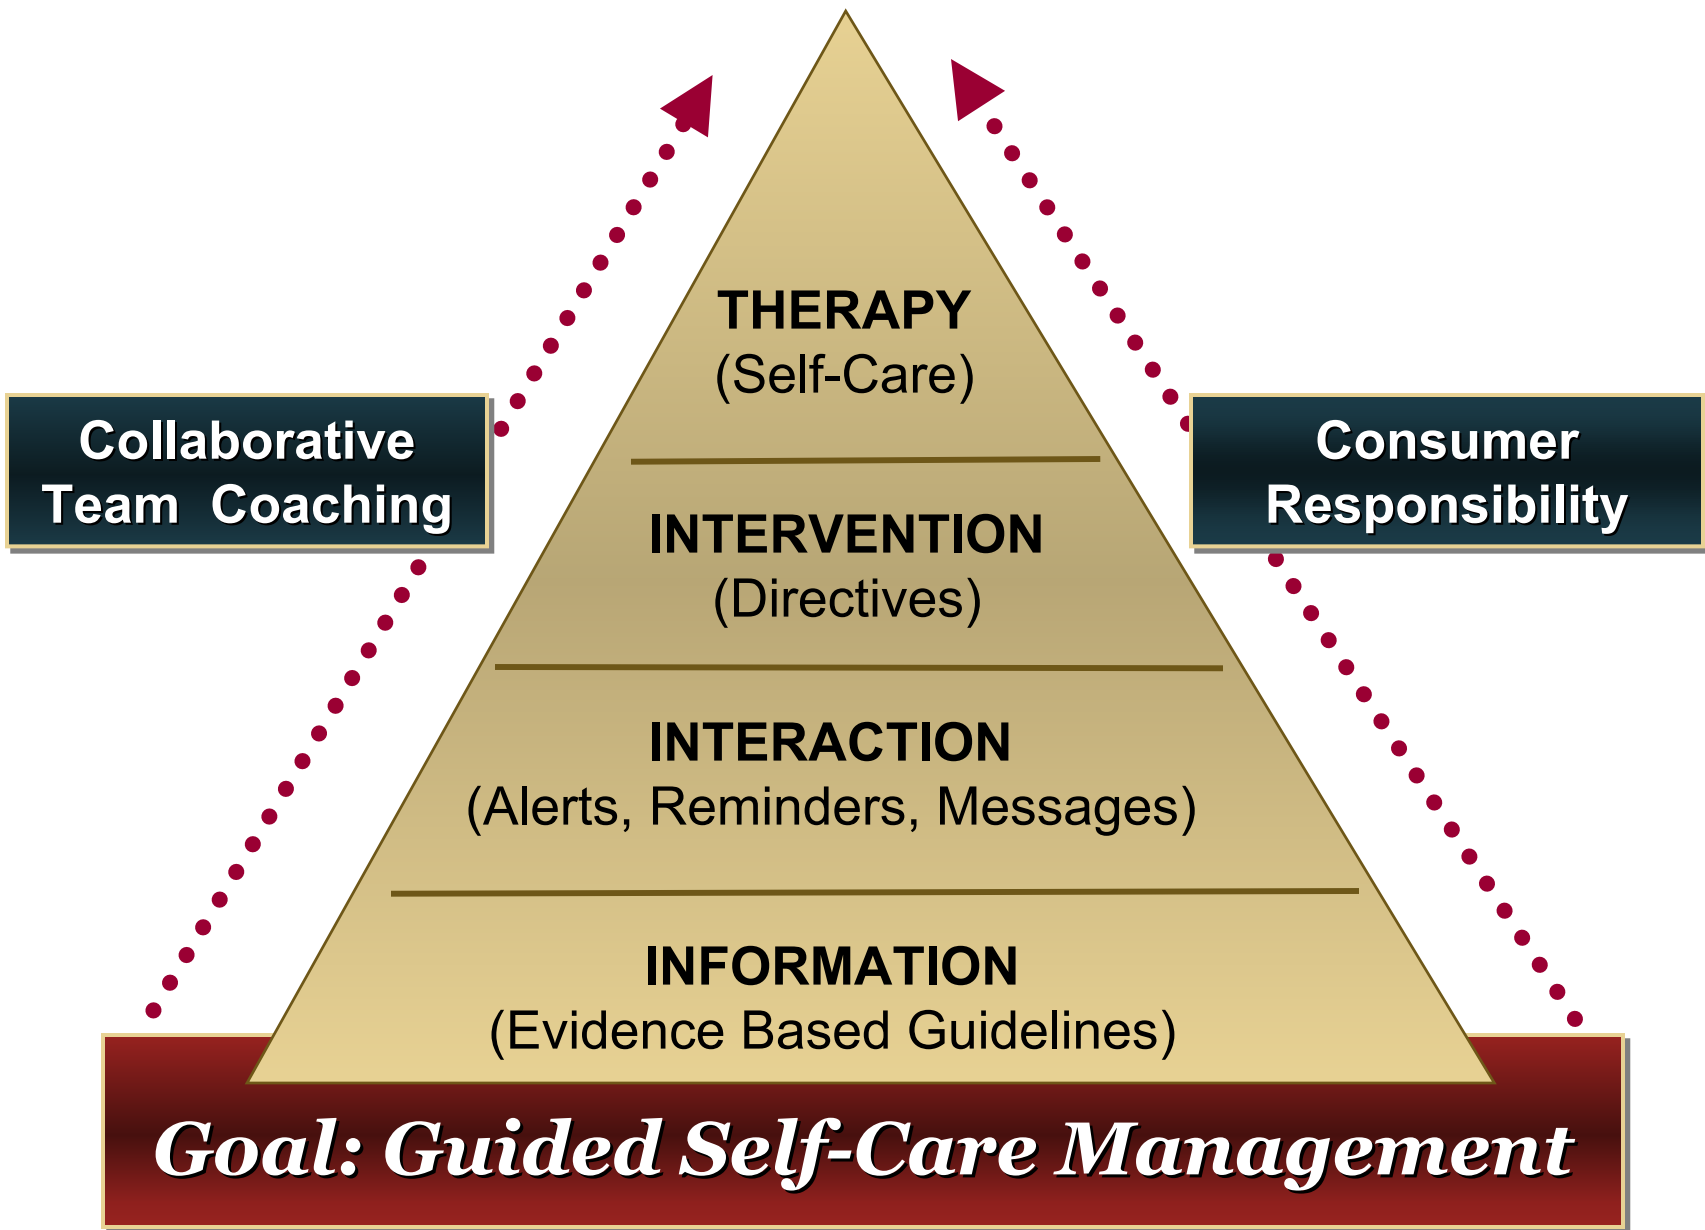 THERAPY
(Self-Care)
Collaborative
Team Coaching
Consumer
Responsibility
INTERVENTION
(Directives)
INTERACTION
(Alerts, Reminders, Messages)
INFORMATION
(Evidence Based Guidelines)
Goal: Guided Self-Care Management